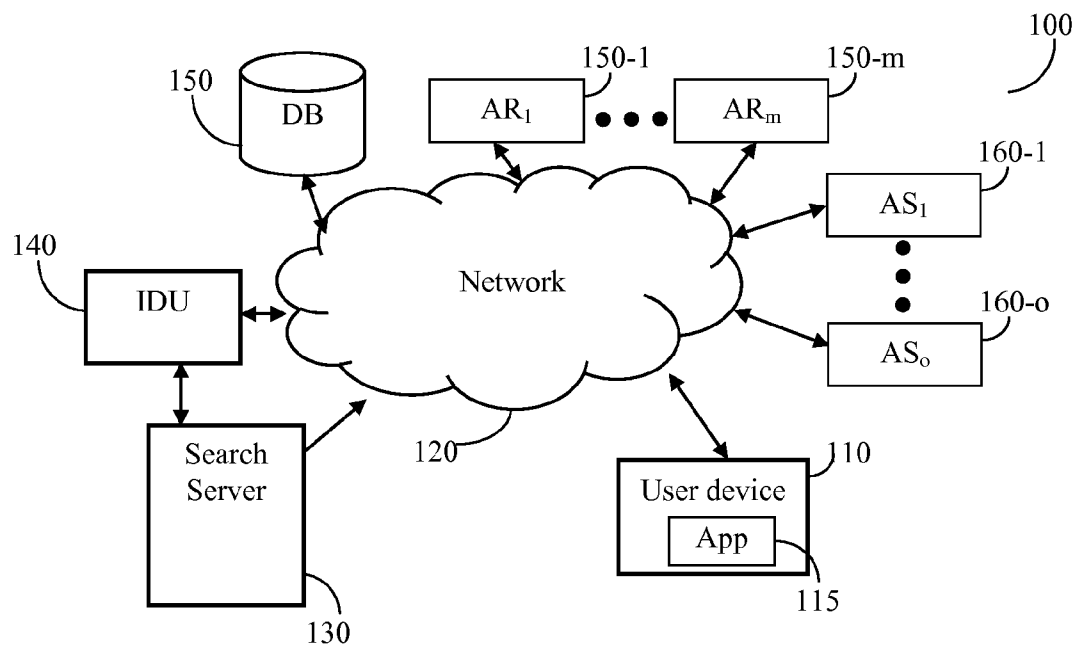 100
150
DB
150-1
AR₁
150-m
ARₘ
160-1
AS₁
140
IDU
Network
160-o
ASₒ
Search
Server
120
110
User device
App
115
130